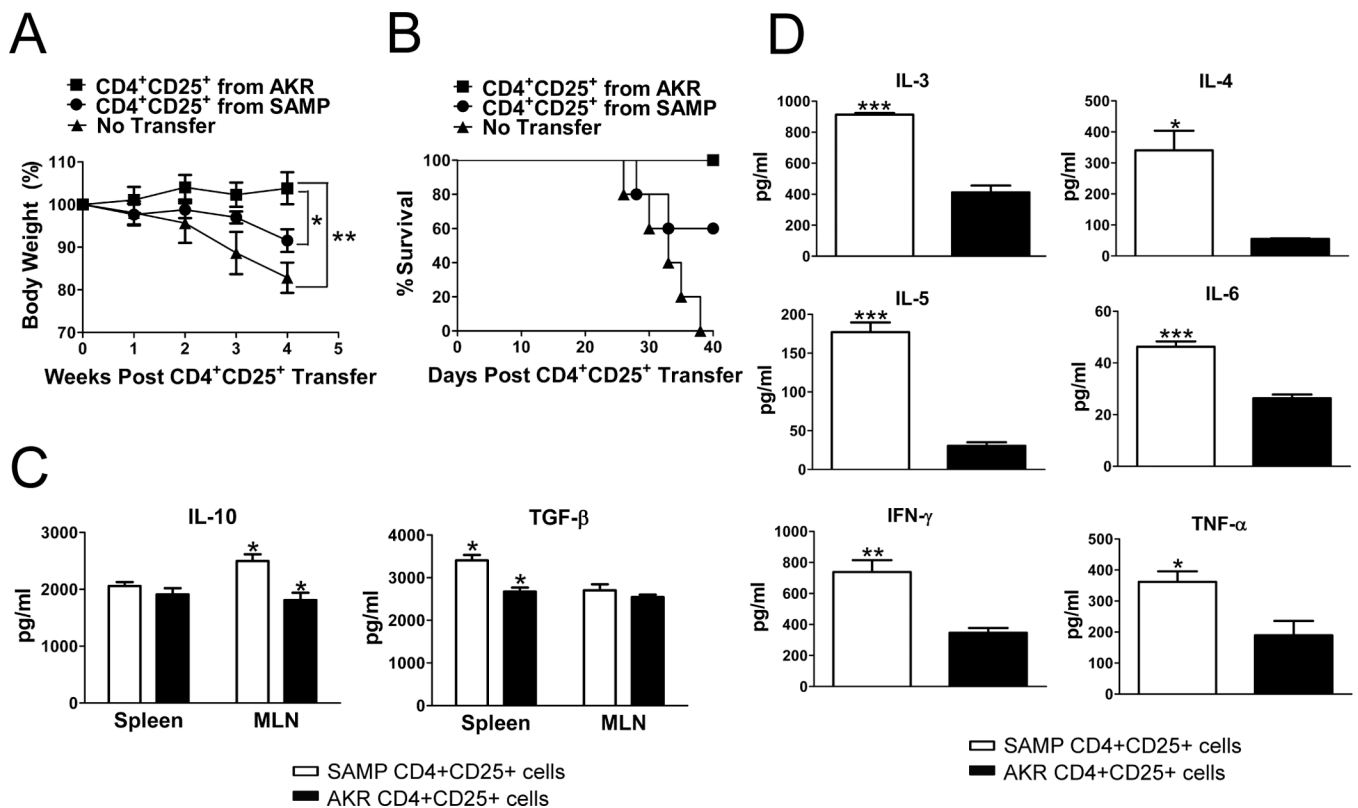 A
CD4⁺CD25⁺ from AKR
CD4⁺CD25⁺ from SAMP
No Transfer
Body Weight (%)
110
100
90
80
70
0 1 2 3 4 5
*
**
Weeks Post CD4⁺CD25⁺ Transfer
B
CD4⁺CD25⁺ from AKR
CD4⁺CD25⁺ from SAMP
No Transfer
% Survival
100
80
60
40
20
0
0 10 20 30 40
Days Post CD4⁺CD25⁺ Transfer
C
IL-10
pg/ml
3000
2000
1000
0
* *
Spleen MLN
TGF-β
pg/ml
4000
3000
2000
1000
0
* *
Spleen MLN
SAMP CD4+CD25+ cells
AKR CD4+CD25+ cells
D
IL-3
pg/ml
1000
800
600
400
200
0
***
IL-4
pg/ml
500
400
300
200
100
0
*
IL-5
pg/ml
200
150
100
50
0
***
IL-6
pg/ml
60
40
20
0
***
IFN-γ
pg/ml
1000
800
600
400
200
0
**
TNF-α
pg/ml
500
400
300
200
100
0
*
SAMP CD4+CD25+ cells
AKR CD4+CD25+ cells